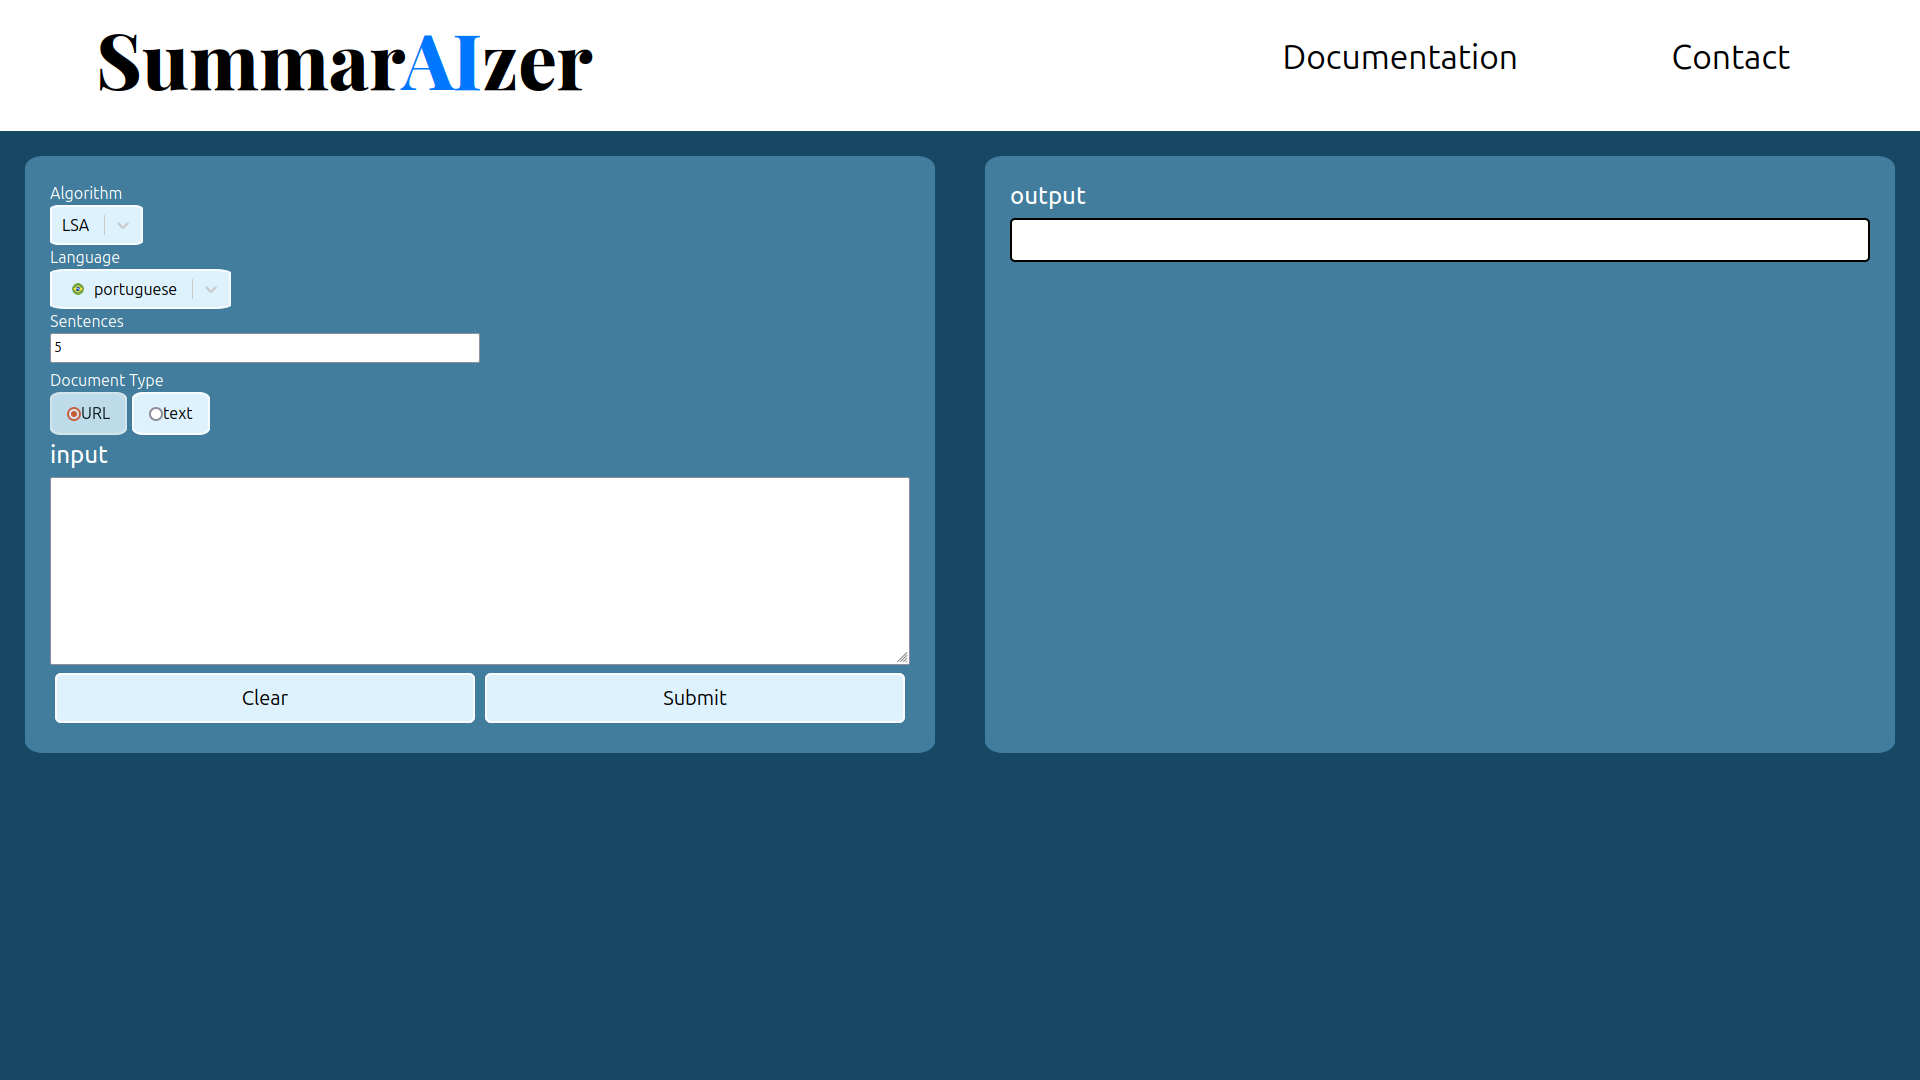 SummarAIzer
Documentation
Contact
Algorithm
LSA
Language
portuguese
Sentences
5
Document Type
URL
text
input
Clear
Submit
output